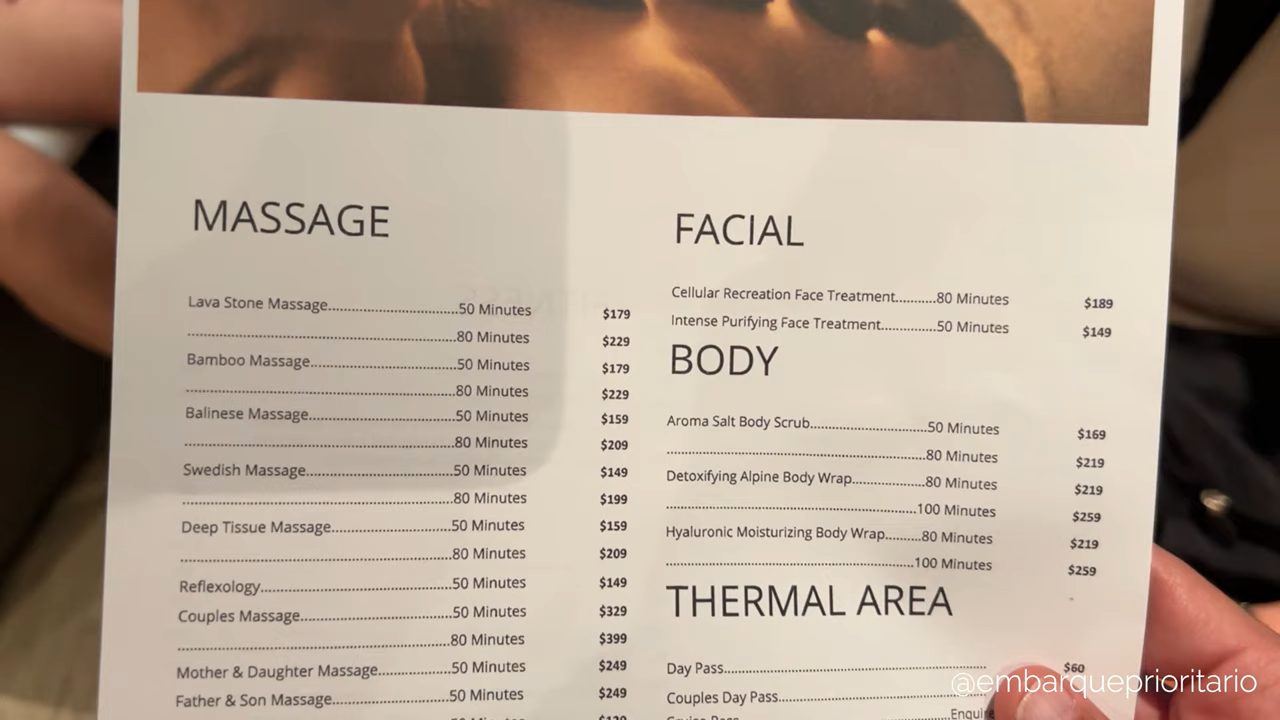 MASSAGE
Lava Stone Massage..............................50 Minutes $179
..............................80 Minutes $229
Bamboo Massage..............................50 Minutes $179
..............................80 Minutes $229
Balinese Massage..............................50 Minutes $159
..............................80 Minutes $209
Swedish Massage..............................50 Minutes $149
..............................80 Minutes $199
Deep Tissue Massage..............................50 Minutes $159
..............................80 Minutes $209
Reflexology..............................50 Minutes $149
Couples Massage..............................50 Minutes $329
..............................80 Minutes $399
Mother & Daughter Massage..................50 Minutes $249
Father & Son Massage..............................50 Minutes $249
FACIAL
Cellular Recreation Face Treatment..........80 Minutes $189
Intense Purifying Face Treatment.............50 Minutes $149
BODY
Aroma Salt Body Scrub..............................50 Minutes $169
..............................80 Minutes $219
Detoxifying Alpine Body Wrap..................80 Minutes $219
..............................100 Minutes $259
Hyaluronic Moisturizing Body Wrap.........80 Minutes $219
..............................100 Minutes $259
THERMAL AREA
Day Pass.............................. $60
Couples Day Pass..............................
@embarqueprioritario